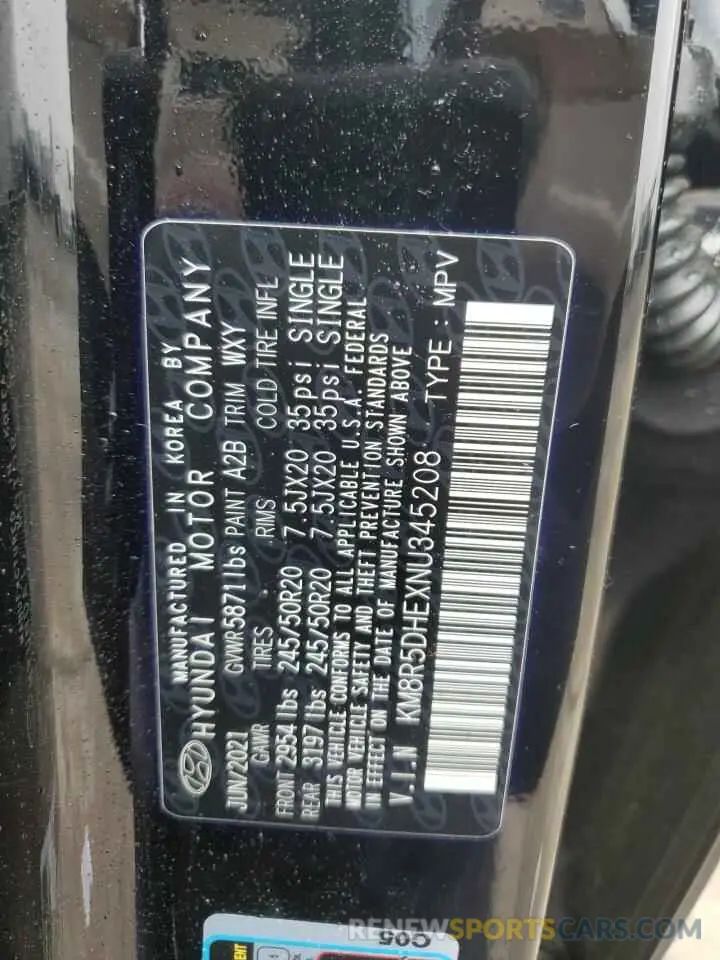 MANUFACTURED IN KOREA BY
HYUNDAI MOTOR COMPANY
JUN/2021 GVWR5871lbs PAINT A2B TRIM WXY
GAWR TIRES RIMS COLD TIRE INFL
FRONT 2954lbs 245/50R20 7.5JX20 35psi SINGLE
REAR 3197lbs 245/50R20 7.5JX20 35psi SINGLE
THIS VEHICLE CONFORMS TO ALL APPLICABLE U.S.A. FEDERAL
MOTOR VEHICLE SAFETY AND THEFT PREVENTION STANDARDS
IN EFFECT ON THE DATE OF MANUFACTURE SHOWN ABOVE
V.I.N KM8R5DHEXNU345208 TYPE : MPV
C05
RENEWSPORTSCARS.COM